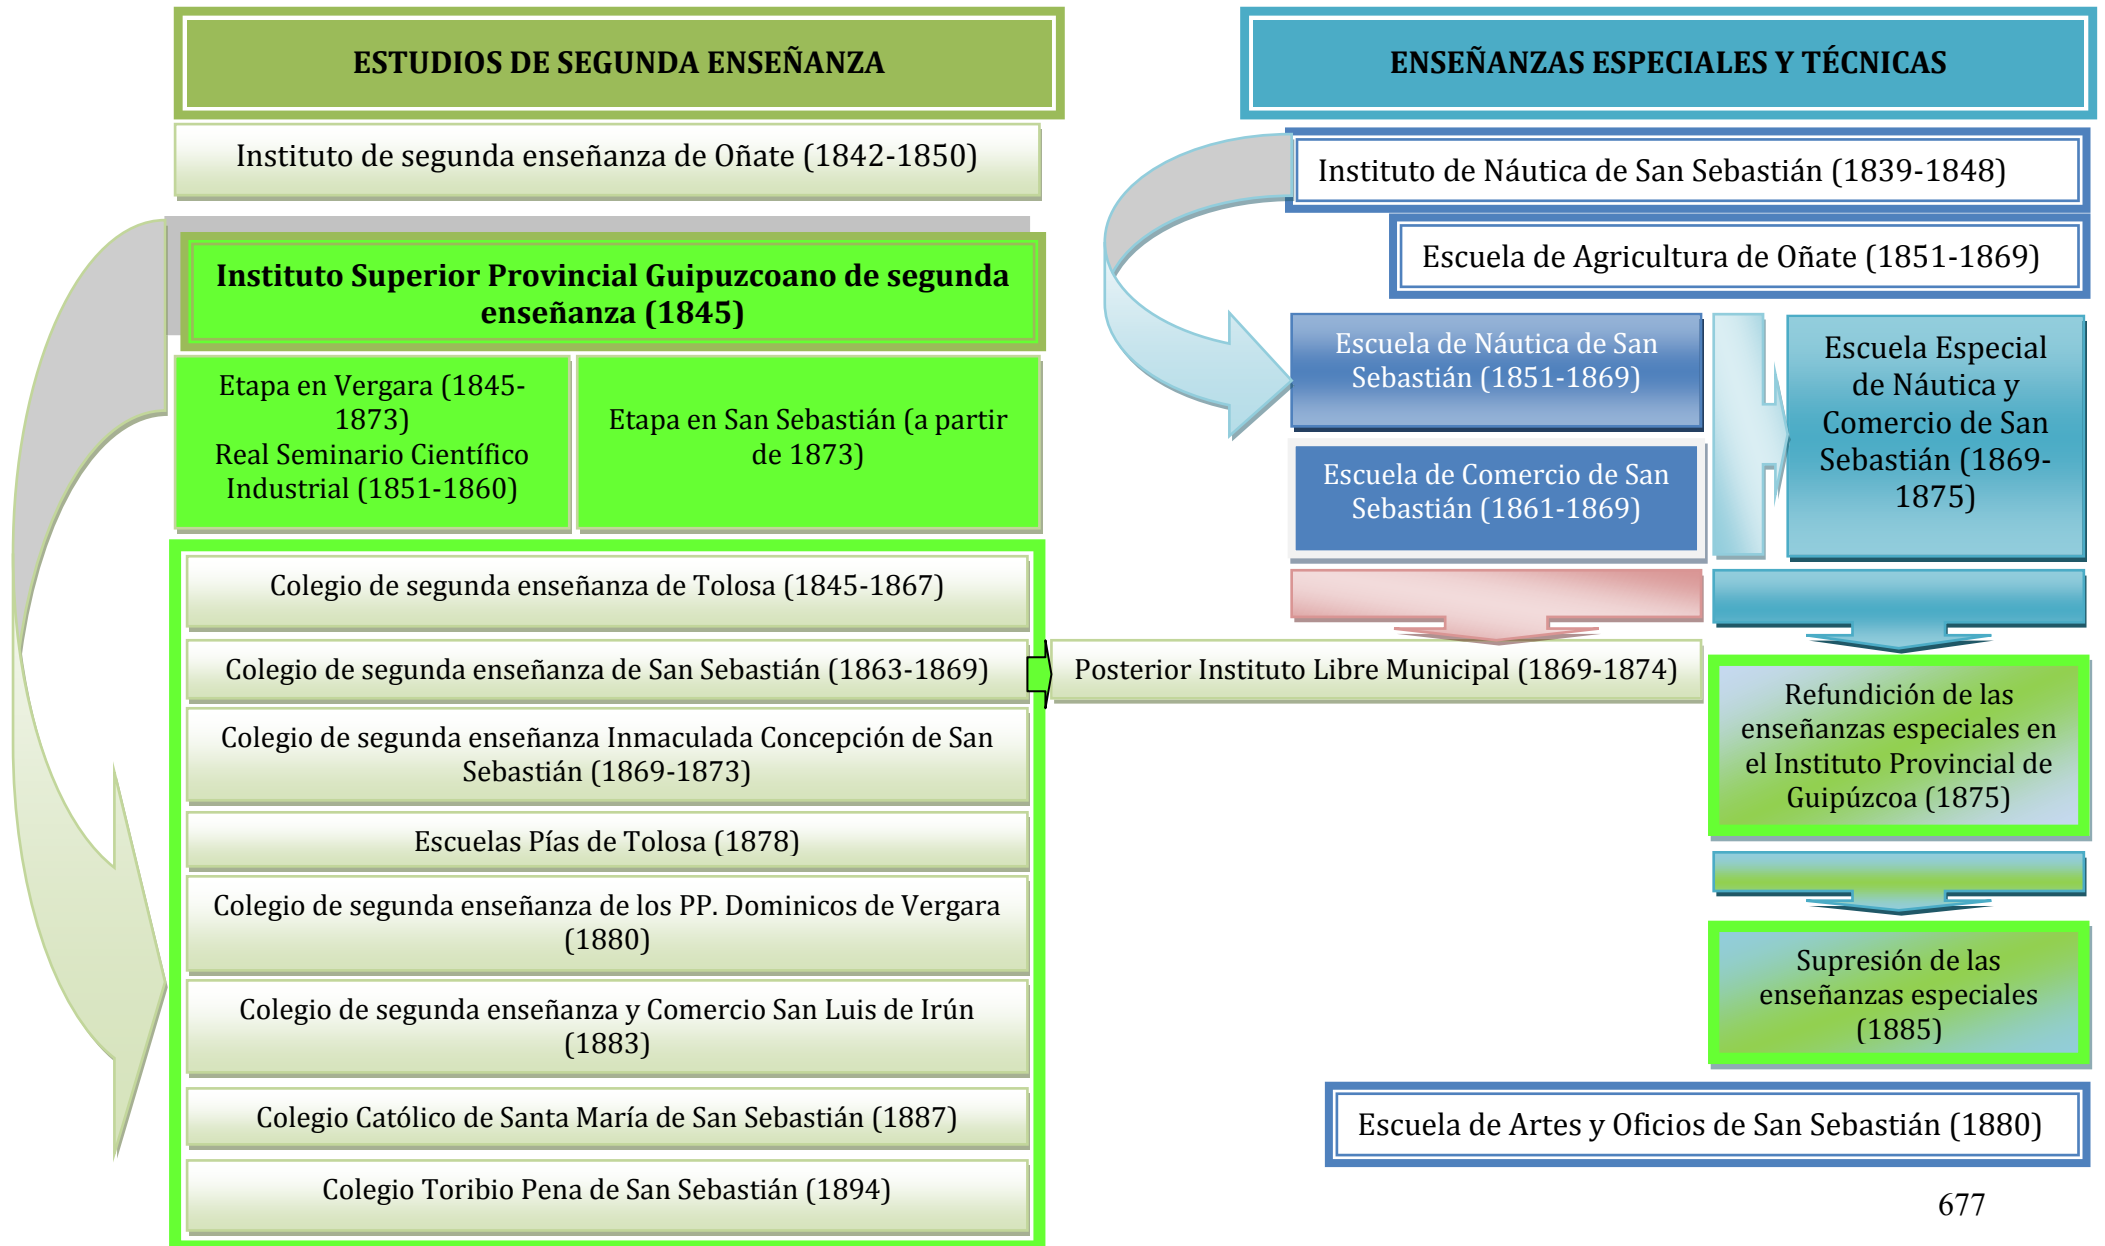 ESTUDIOS DE SEGUNDA ENSEÑANZA
Instituto de segunda enseñanza de Oñate (1842-1850)
Instituto Superior Provincial Guipuzcoano de segunda
enseñanza (1845)
Etapa en Vergara (1845-
1873)
Real Seminario Científico
Industrial (1851-1860)
Etapa en San Sebastián (a partir
de 1873)
Colegio de segunda enseñanza de Tolosa (1845-1867)
Colegio de segunda enseñanza de San Sebastián (1863-1869)
Posterior Instituto Libre Municipal (1869-1874)
Colegio de segunda enseñanza Inmaculada Concepción de San
Sebastián (1869-1873)
Escuelas Pías de Tolosa (1878)
Colegio de segunda enseñanza de los PP. Dominicos de Vergara
(1880)
Colegio de segunda enseñanza y Comercio San Luis de Irún
(1883)
Colegio Católico de Santa María de San Sebastián (1887)
Colegio Toribio Pena de San Sebastián (1894)
ENSEÑANZAS ESPECIALES Y TÉCNICAS
Instituto de Náutica de San Sebastián (1839-1848)
Escuela de Agricultura de Oñate (1851-1869)
Escuela de Náutica de San
Sebastián (1851-1869)
Escuela de Comercio de San
Sebastián (1861-1869)
Escuela Especial
de Náutica y
Comercio de San
Sebastián (1869-
1875)
Refundición de las
enseñanzas especiales en
el Instituto Provincial de
Guipúzcoa (1875)
Supresión de las
enseñanzas especiales
(1885)
Escuela de Artes y Oficios de San Sebastián (1880)
677